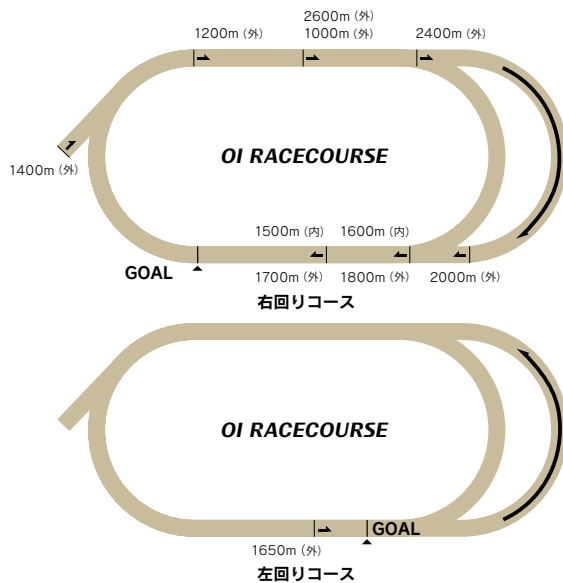 2600m (外)
1200m (外)
1000m (外)
2400m (外)
OI RACECOURSE
1400m (外)
1500m (内)
1600m (内)
GOAL
1700m (外)
1800m (外)
2000m (外)
右回りコース
OI RACECOURSE
GOAL
1650m (外)
左回りコース